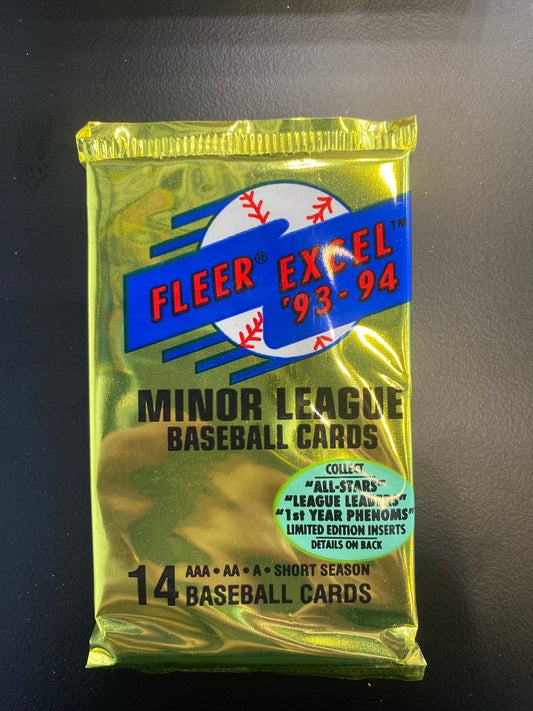 FLEER® EXCEL™
'93-94
MINOR LEAGUE
BASEBALL CARDS
COLLECT
"ALL-STARS"
"LEAGUE LEADERS"
"1st YEAR PHENOMS"
LIMITED EDITION INSERTS
DETAILS ON BACK
14 AAA • AA • A • SHORT SEASON
BASEBALL CARDS